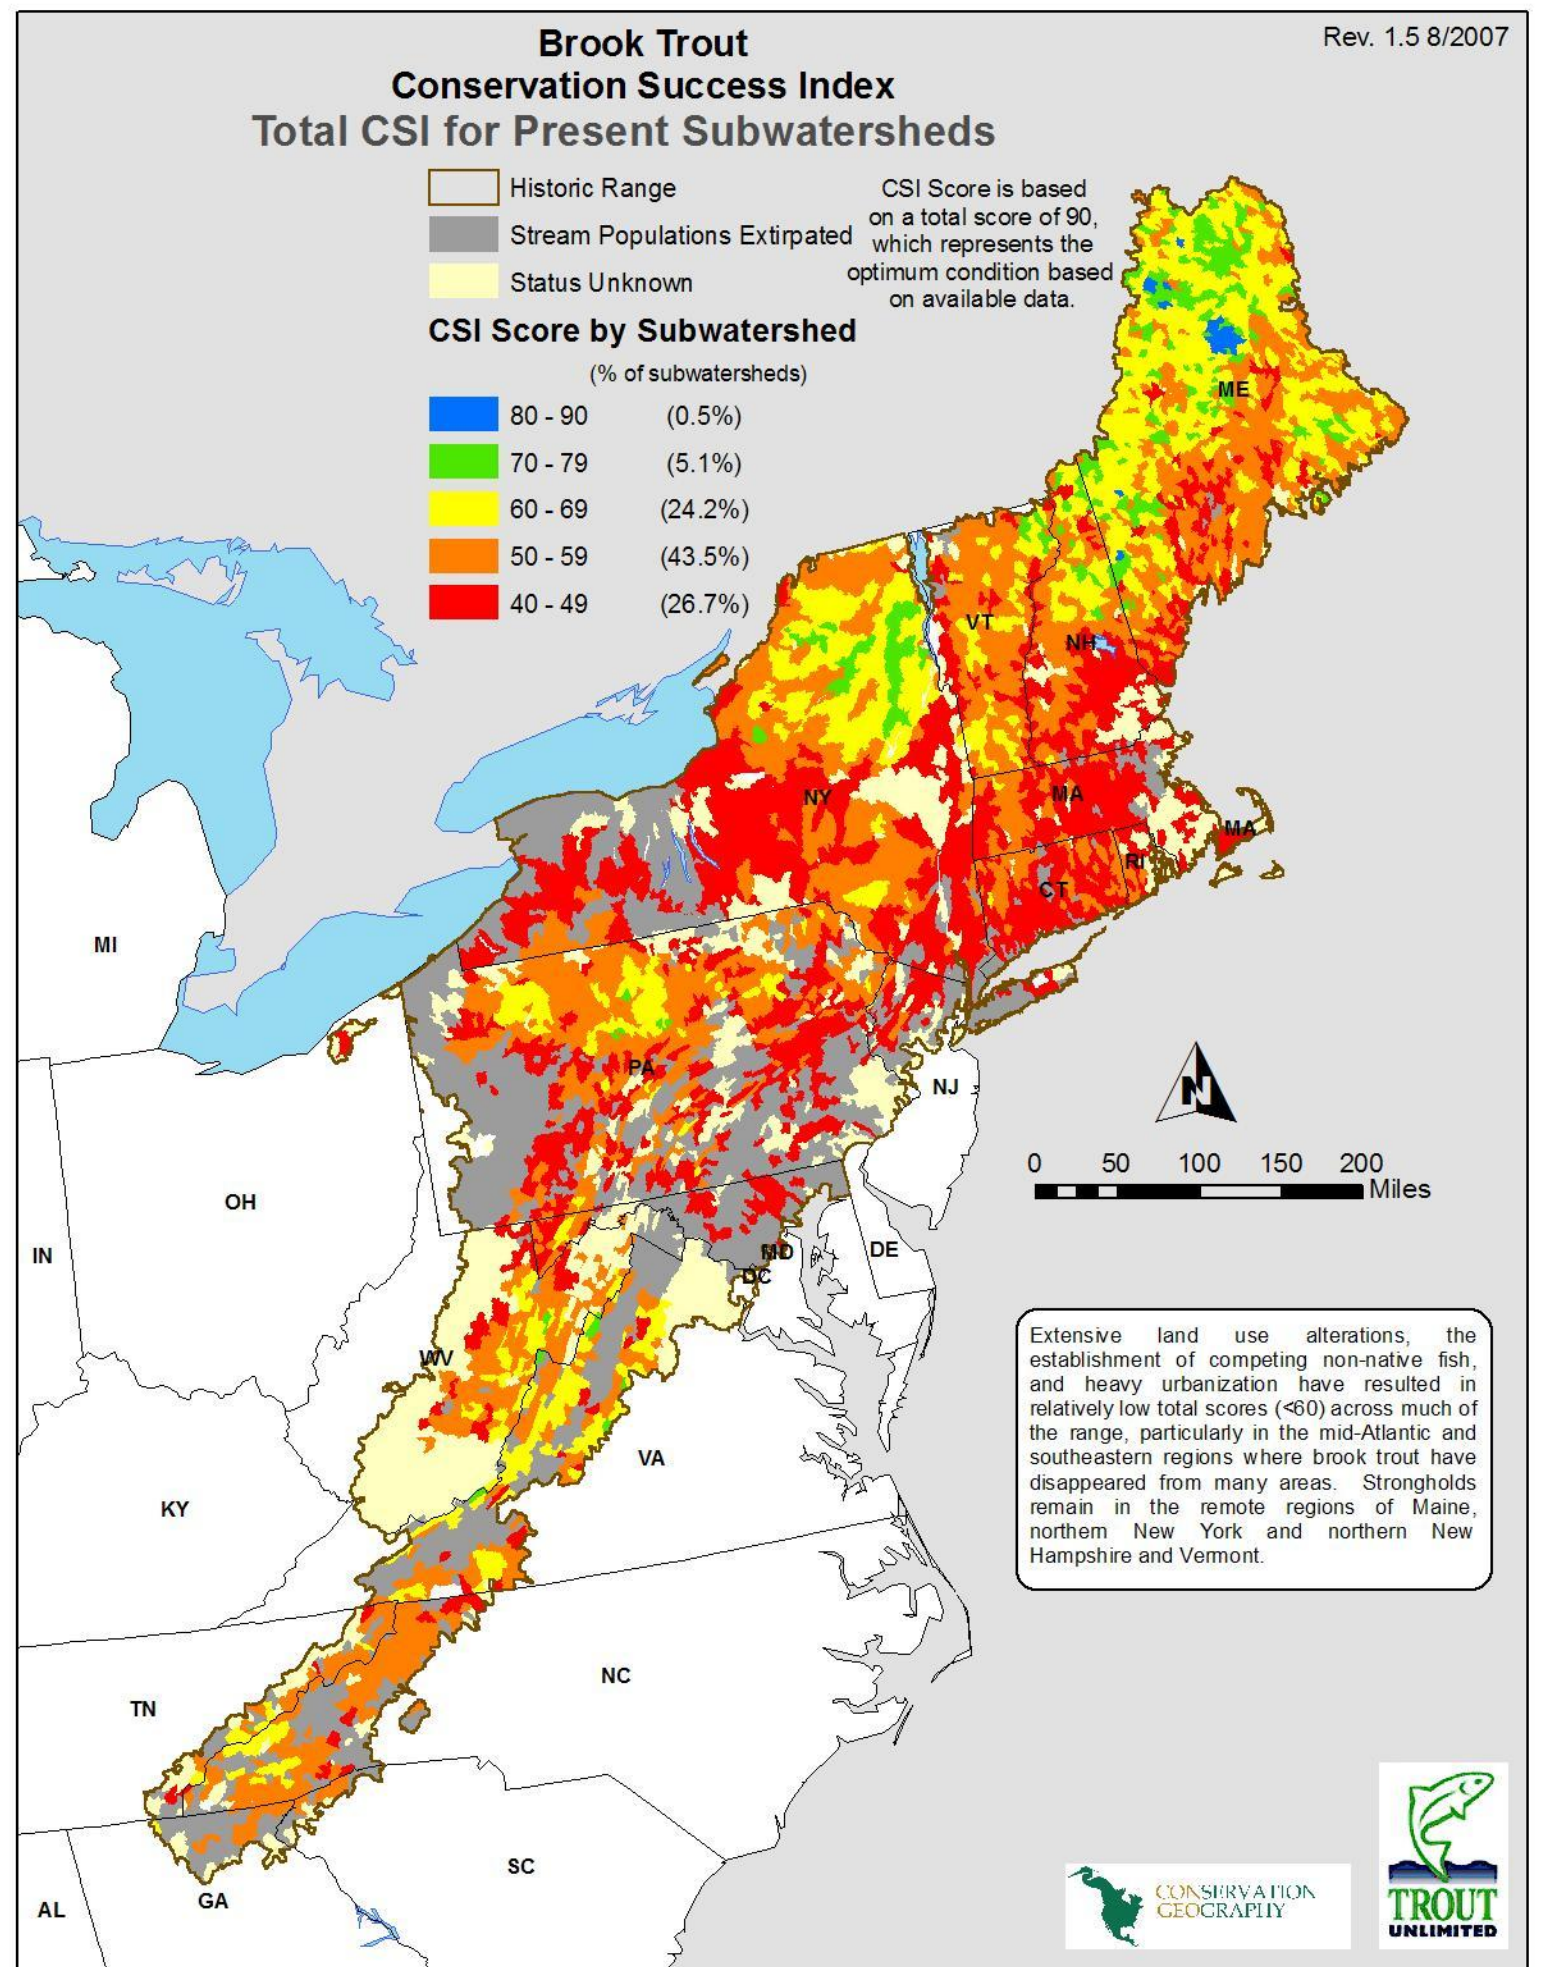 Rev. 1.5 8/2007
Brook Trout
Conservation Success Index
Total CSI for Present Subwatersheds
Historic Range
Stream Populations Extirpated
Status Unknown
CSI Score is based
on a total score of 90,
which represents the
optimum condition based
on available data.
CSI Score by Subwatershed
(% of subwatersheds)
80 - 90 (0.5%)
70 - 79 (5.1%)
60 - 69 (24.2%)
50 - 59 (43.5%)
40 - 49 (26.7%)
ME
VT
NH
NY
MA
MA
RI
CT
MI
PA
NJ
N
0 50 100 150 200
Miles
OH
IN
MD
DE
DC
WV
VA
KY
Extensive land use alterations, the
establishment of competing non-native fish,
and heavy urbanization have resulted in
relatively low total scores (<60) across much of
the range, particularly in the mid-Atlantic and
southeastern regions where brook trout have
disappeared from many areas. Strongholds
remain in the remote regions of Maine,
northern New York and northern New
Hampshire and Vermont.
NC
TN
SC
GA
AL
CONSERVATION
GEOGRAPHY
TROUT
UNLIMITED